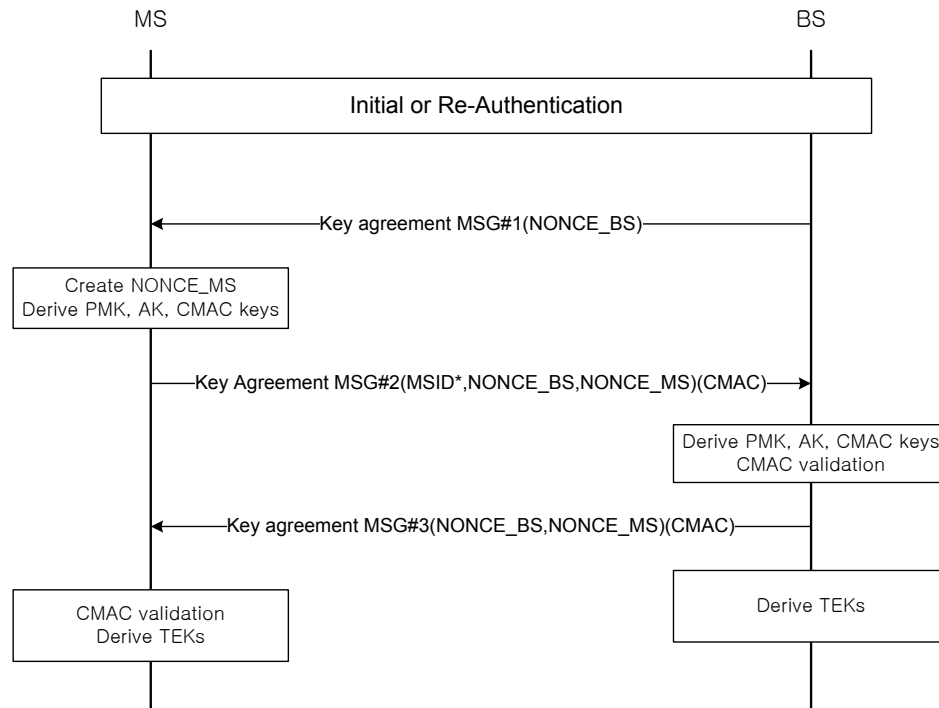 MS
BS
Initial or Re-Authentication
Key agreement MSG#1(NONCE_BS)
Create NONCE_MS
Derive PMK, AK, CMAC keys
Key Agreement MSG#2(MSID*,NONCE_BS,NONCE_MS)(CMAC)
Derive PMK, AK, CMAC keys
CMAC validation
Key agreement MSG#3(NONCE_BS,NONCE_MS)(CMAC)
CMAC validation
Derive TEKs
Derive TEKs